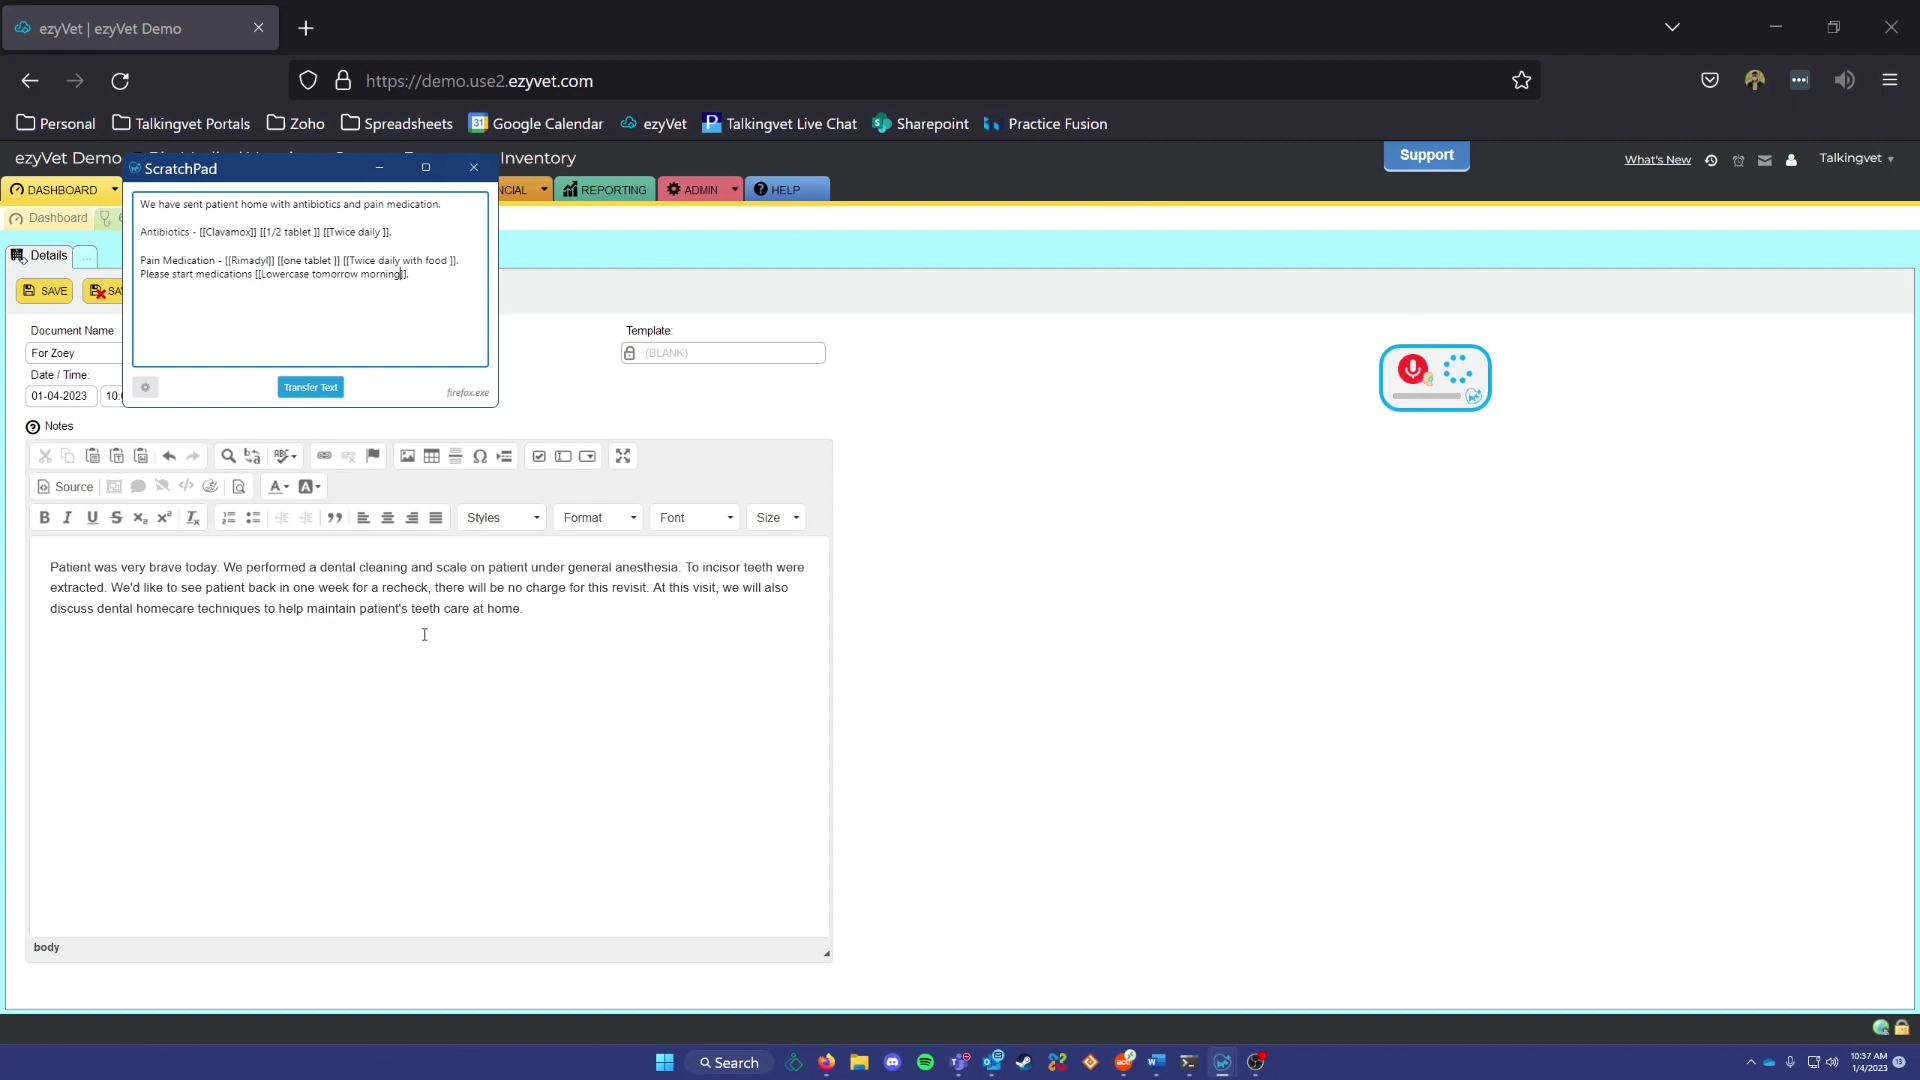 ezyVet | ezyVet Demo
https://demo.use2.ezyvet.com
Personal Talkingvet Portals Zoho Spreadsheets Google Calendar ezyVet Talkingvet Live Chat Sharepoint Practice Fusion
ezyVet Demo Inventory Support What's New Talkingvet
ScratchPad
DASHBOARD NCIAL REPORTING ADMIN HELP
Dashboard
We have sent patient home with antibiotics and pain medication.
Antibiotics - [[Clavamox]] [[1/2 tablet ]] [[Twice daily ]].
Details ...
Pain Medication - [[Rimadyl]] [[one tablet ]] [[Twice daily with food ]].
Please start medications [[Lowercase tomorrow morning]].
SAVE SA
Document Name: Template:
For Zoey (BLANK)
Date / Time:
Transfer Text
firefox.exe
01-04-2023 10:
Notes
ABC
Source A A
B I U S x2 x2 Tx Styles Format Font Size
Patient was very brave today. We performed a dental cleaning and scale on patient under general anesthesia. To incisor teeth were
extracted. We'd like to see patient back in one week for a recheck, there will be no charge for this revisit. At this visit, we will also
discuss dental homecare techniques to help maintain patient's teeth care at home.
body
Search
10:37 AM
1/4/2023